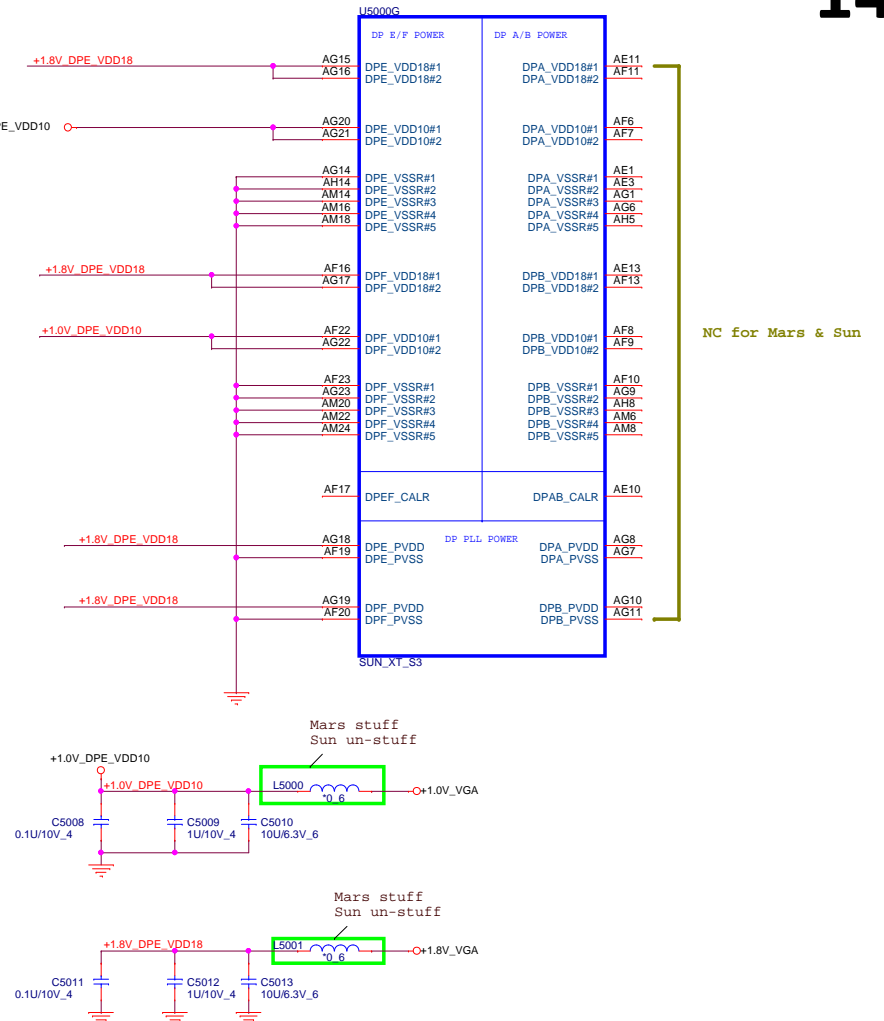 14
U5000G
DP E/F POWER
DP A/B POWER
+1.8V_DPE_VDD18
AG15
AG16
DPE_VDD18#1
DPE_VDD18#2
DPA_VDD18#1
DPA_VDD18#2
AE11
AF11
PE_VDD10
AG20
AG21
DPE_VDD10#1
DPE_VDD10#2
DPA_VDD10#1
DPA_VDD10#2
AF6
AF7
AG14
AH14
AM14
AM16
AM18
DPE_VSSR#1
DPE_VSSR#2
DPE_VSSR#3
DPE_VSSR#4
DPE_VSSR#5
DPA_VSSR#1
DPA_VSSR#2
DPA_VSSR#3
DPA_VSSR#4
DPA_VSSR#5
AE1
AE3
AG1
AG6
AH5
+1.8V_DPE_VDD18
AF16
AG17
DPF_VDD18#1
DPF_VDD18#2
DPB_VDD18#1
DPB_VDD18#2
AE13
AF13
+1.0V_DPE_VDD10
AF22
AG22
DPF_VDD10#1
DPF_VDD10#2
DPB_VDD10#1
DPB_VDD10#2
AF8
AF9
NC for Mars & Sun
AF23
AG23
AM20
AM22
AM24
DPF_VSSR#1
DPF_VSSR#2
DPF_VSSR#3
DPF_VSSR#4
DPF_VSSR#5
DPB_VSSR#1
DPB_VSSR#2
DPB_VSSR#3
DPB_VSSR#4
DPB_VSSR#5
AF10
AG9
AH8
AM6
AM8
AF17
DPEF_CALR
DPAB_CALR
AE10
DP PLL POWER
+1.8V_DPE_VDD18
AG18
AF19
DPE_PVDD
DPE_PVSS
DPA_PVDD
DPA_PVSS
AG8
AG7
+1.8V_DPE_VDD18
AG19
AF20
DPF_PVDD
DPF_PVSS
DPB_PVDD
DPB_PVSS
AG10
AG11
SUN_XT_S3
Mars stuff
Sun un-stuff
+1.0V_DPE_VDD10
+1.0V_DPE_VDD10
L5000
*0_6
+1.0V_VGA
C5008
0.1U/10V_4
C5009
1U/10V_4
C5010
10U/6.3V_6
Mars stuff
Sun un-stuff
+1.8V_DPE_VDD18
L5001
*0_6
+1.8V_VGA
C5011
0.1U/10V_4
C5012
1U/10V_4
C5013
10U/6.3V_6